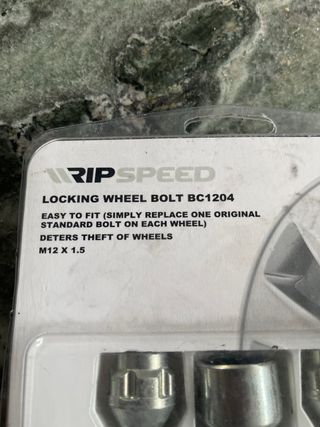 RIPSPEED
LOCKING WHEEL BOLT BC1204
EASY TO FIT (SIMPLY REPLACE ONE ORIGINAL
STANDARD BOLT ON EACH WHEEL)
DETERS THEFT OF WHEELS
M12 X 1.5